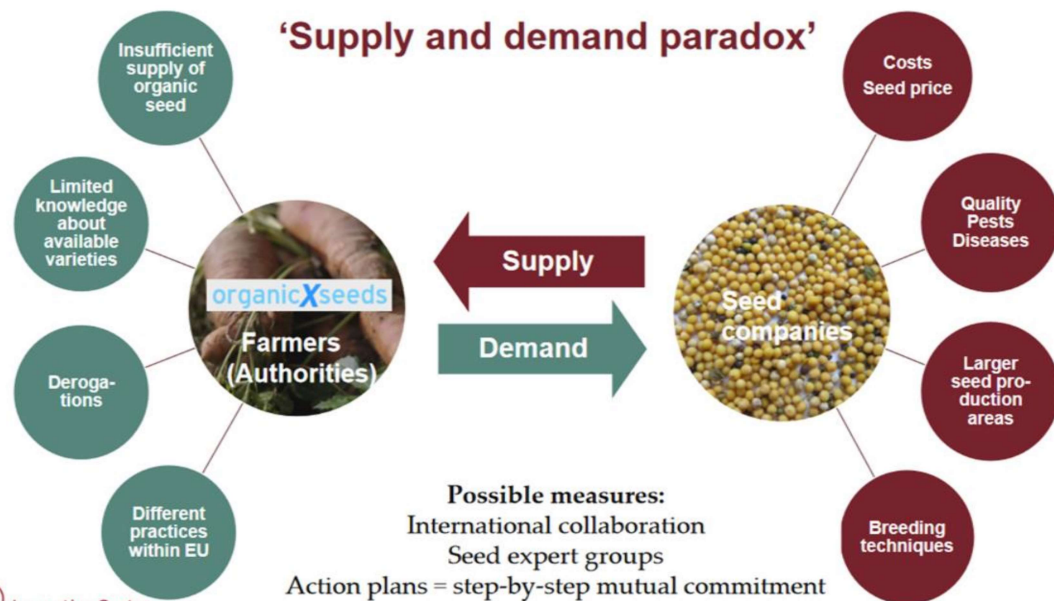 ‘Supply and demand paradox’
Insufficient
supply of
organic
seed
Limited
knowledge
about
available
varieties
Deroga-
tions
Different
practices
within EU
organicXseeds
Farmers
(Authorities)
Supply
Demand
Seed
companies
Costs
Seed price
Quality
Pests
Diseases
Larger
seed pro-
duction
areas
Breeding
techniques
Possible measures:
International collaboration
Seed expert groups
Action plans = step-by-step mutual commitment